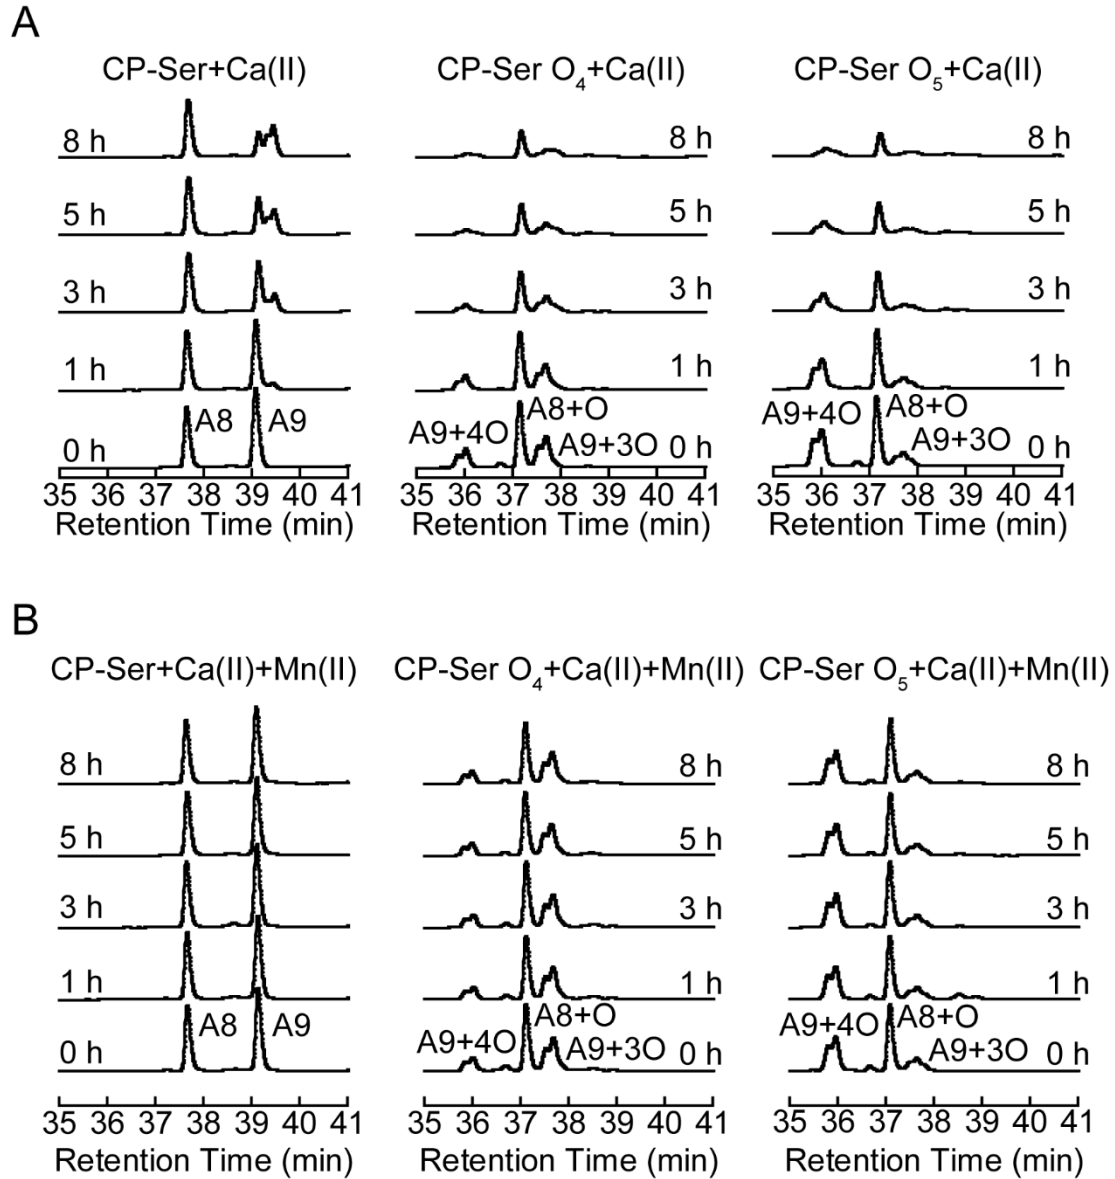 A
CP-Ser+Ca(II)
CP-Ser O₄+Ca(II)
CP-Ser O₅+Ca(II)
8 h
5 h
3 h
1 h
0 h
A8
A9
35 36 37 38 39 40 41
Retention Time (min)
8 h
5 h
3 h
1 h
0 h
A9+4O
A8+O
A9+3O
35 36 37 38 39 40 41
Retention Time (min)
8 h
5 h
3 h
1 h
0 h
A9+4O
A8+O
A9+3O
35 36 37 38 39 40 41
Retention Time (min)
B
CP-Ser+Ca(II)+Mn(II)
CP-Ser O₄+Ca(II)+Mn(II)
CP-Ser O₅+Ca(II)+Mn(II)
8 h
5 h
3 h
1 h
0 h
A8
A9
35 36 37 38 39 40 41
Retention Time (min)
8 h
5 h
3 h
1 h
0 h
A9+4O
A8+O
A9+3O
35 36 37 38 39 40 41
Retention Time (min)
8 h
5 h
3 h
1 h
0 h
A9+4O
A8+O
A9+3O
35 36 37 38 39 40 41
Retention Time (min)